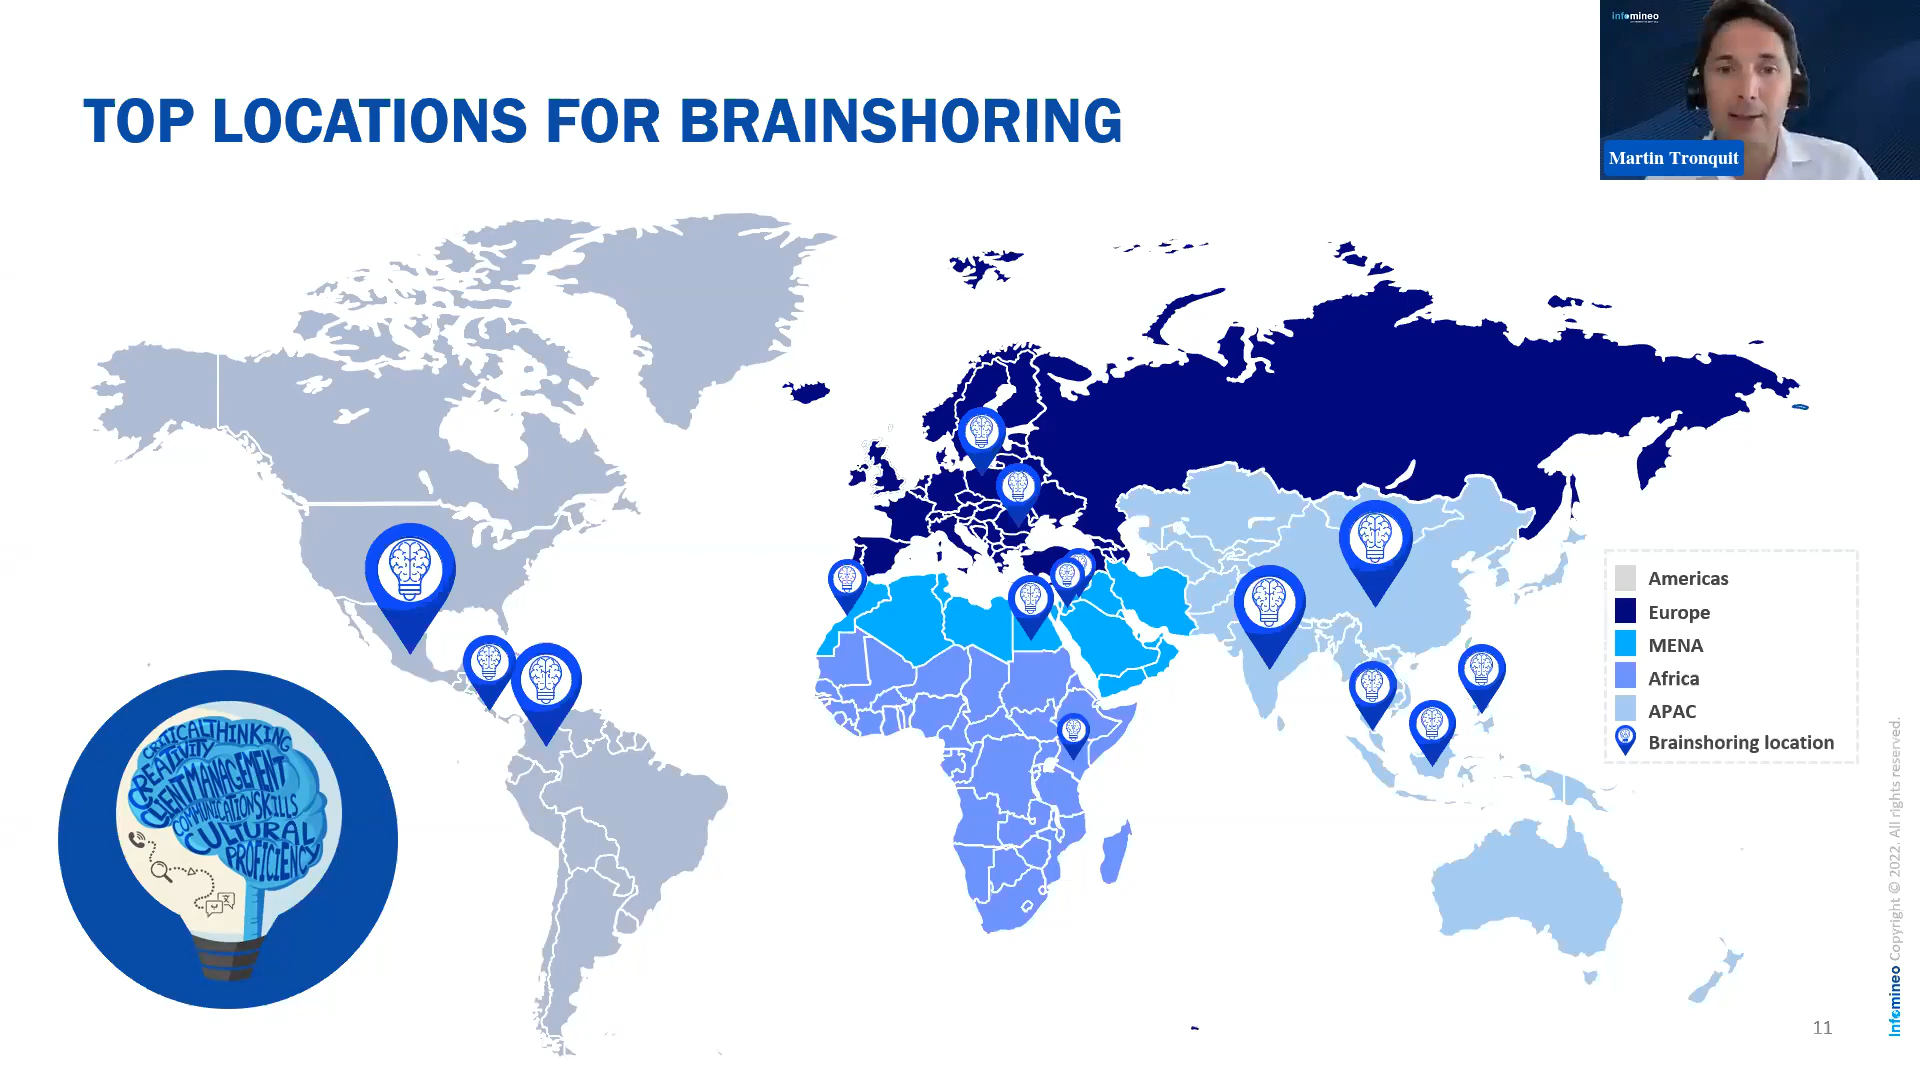 infomineo
TOP LOCATIONS FOR BRAINSHORING
Martin Tronquit
Americas
Europe
MENA
Africa
APAC
Brainshoring location
CRITICAL THINKING
CREATIVITY
CLIENT MANAGEMENT
COMMUNICATION SKILLS
CULTURAL
PROFICIENCY
Infomineo Copyright © 2022. All rights reserved.
11